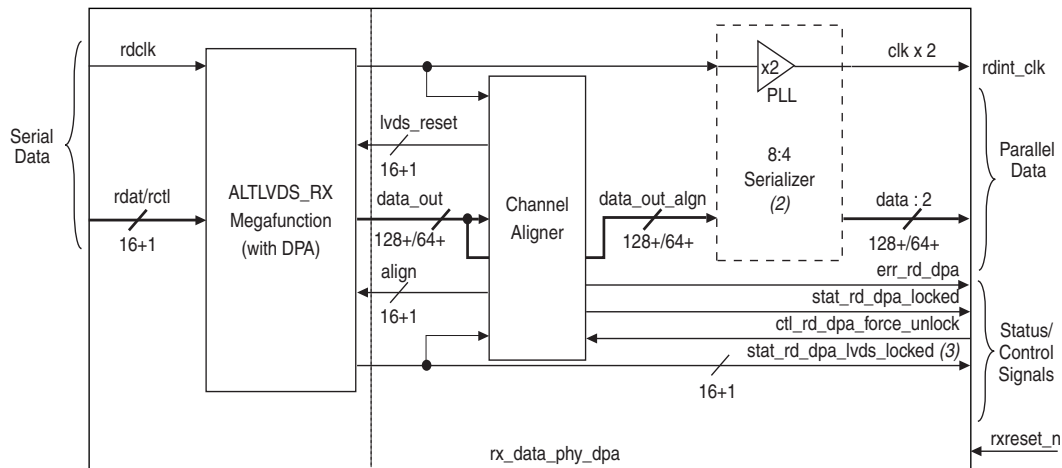 rdclk
clk x 2
rdint_clk
x2
PLL
Serial
Data
lvds_reset
16+1
Parallel
Data
8:4
Serializer
(2)
rdat/rctl
16+1
ALTLVDS_RX
Megafunction
(with DPA)
data_out
128+/64+
Channel
Aligner
data_out_algn
128+/64+
data : 2
128+/64+
align
16+1
err_rd_dpa
stat_rd_dpa_locked
ctl_rd_dpa_force_unlock
stat_rd_dpa_lvds_locked (3)
16+1
Status/
Control
Signals
rxreset_n
rx_data_phy_dpa